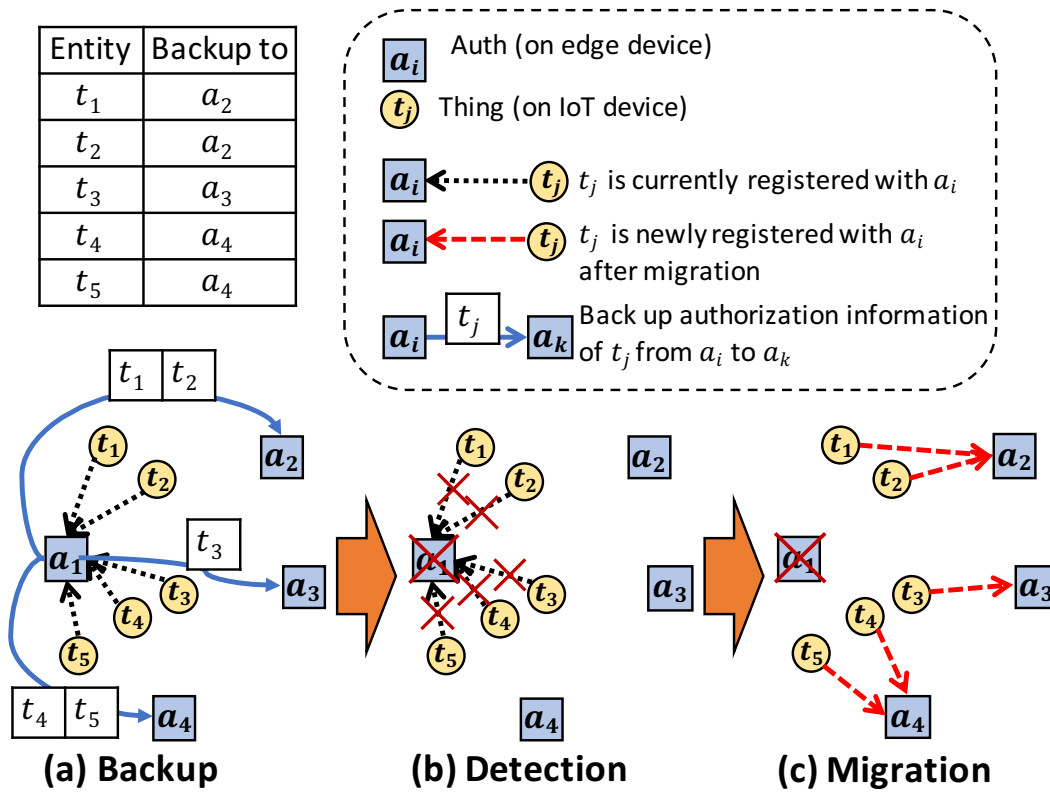 Entity Backup to
t₁ a₂
t₂ a₂
t₃ a₃
t₄ a₄
t₅ a₄
aᵢ Auth (on edge device)
tⱼ Thing (on IoT device)
aᵢ tⱼ tⱼ is currently registered with aᵢ
aᵢ tⱼ tⱼ is newly registered with aᵢ
after migration
aᵢ tⱼ aₖ Back up authorization information
of tⱼ from aᵢ to aₖ
t₁ t₂
t₁
a₂
t₂
t₃
a₁
a₃
t₃
t₄
t₅
t₄ t₅
a₄
(a) Backup
t₁
a₂
t₂
a₁
a₃
t₃
t₄
t₅
a₄
(b) Detection
t₁
a₂
t₂
a₁
a₃
t₃
t₄
t₅
a₄
(c) Migration